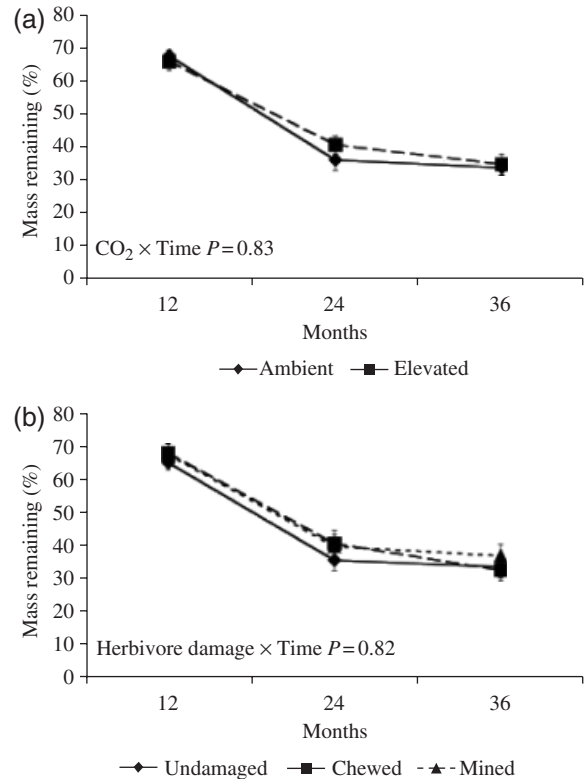 (a)
80
70
60
50
40
30
20
10
0
Mass remaining (%)
CO₂ × Time P = 0.83
12 24 36
Months
Ambient Elevated
(b)
80
70
60
50
40
30
20
10
0
Mass remaining (%)
Herbivore damage × Time P = 0.82
12 24 36
Months
Undamaged Chewed Mined